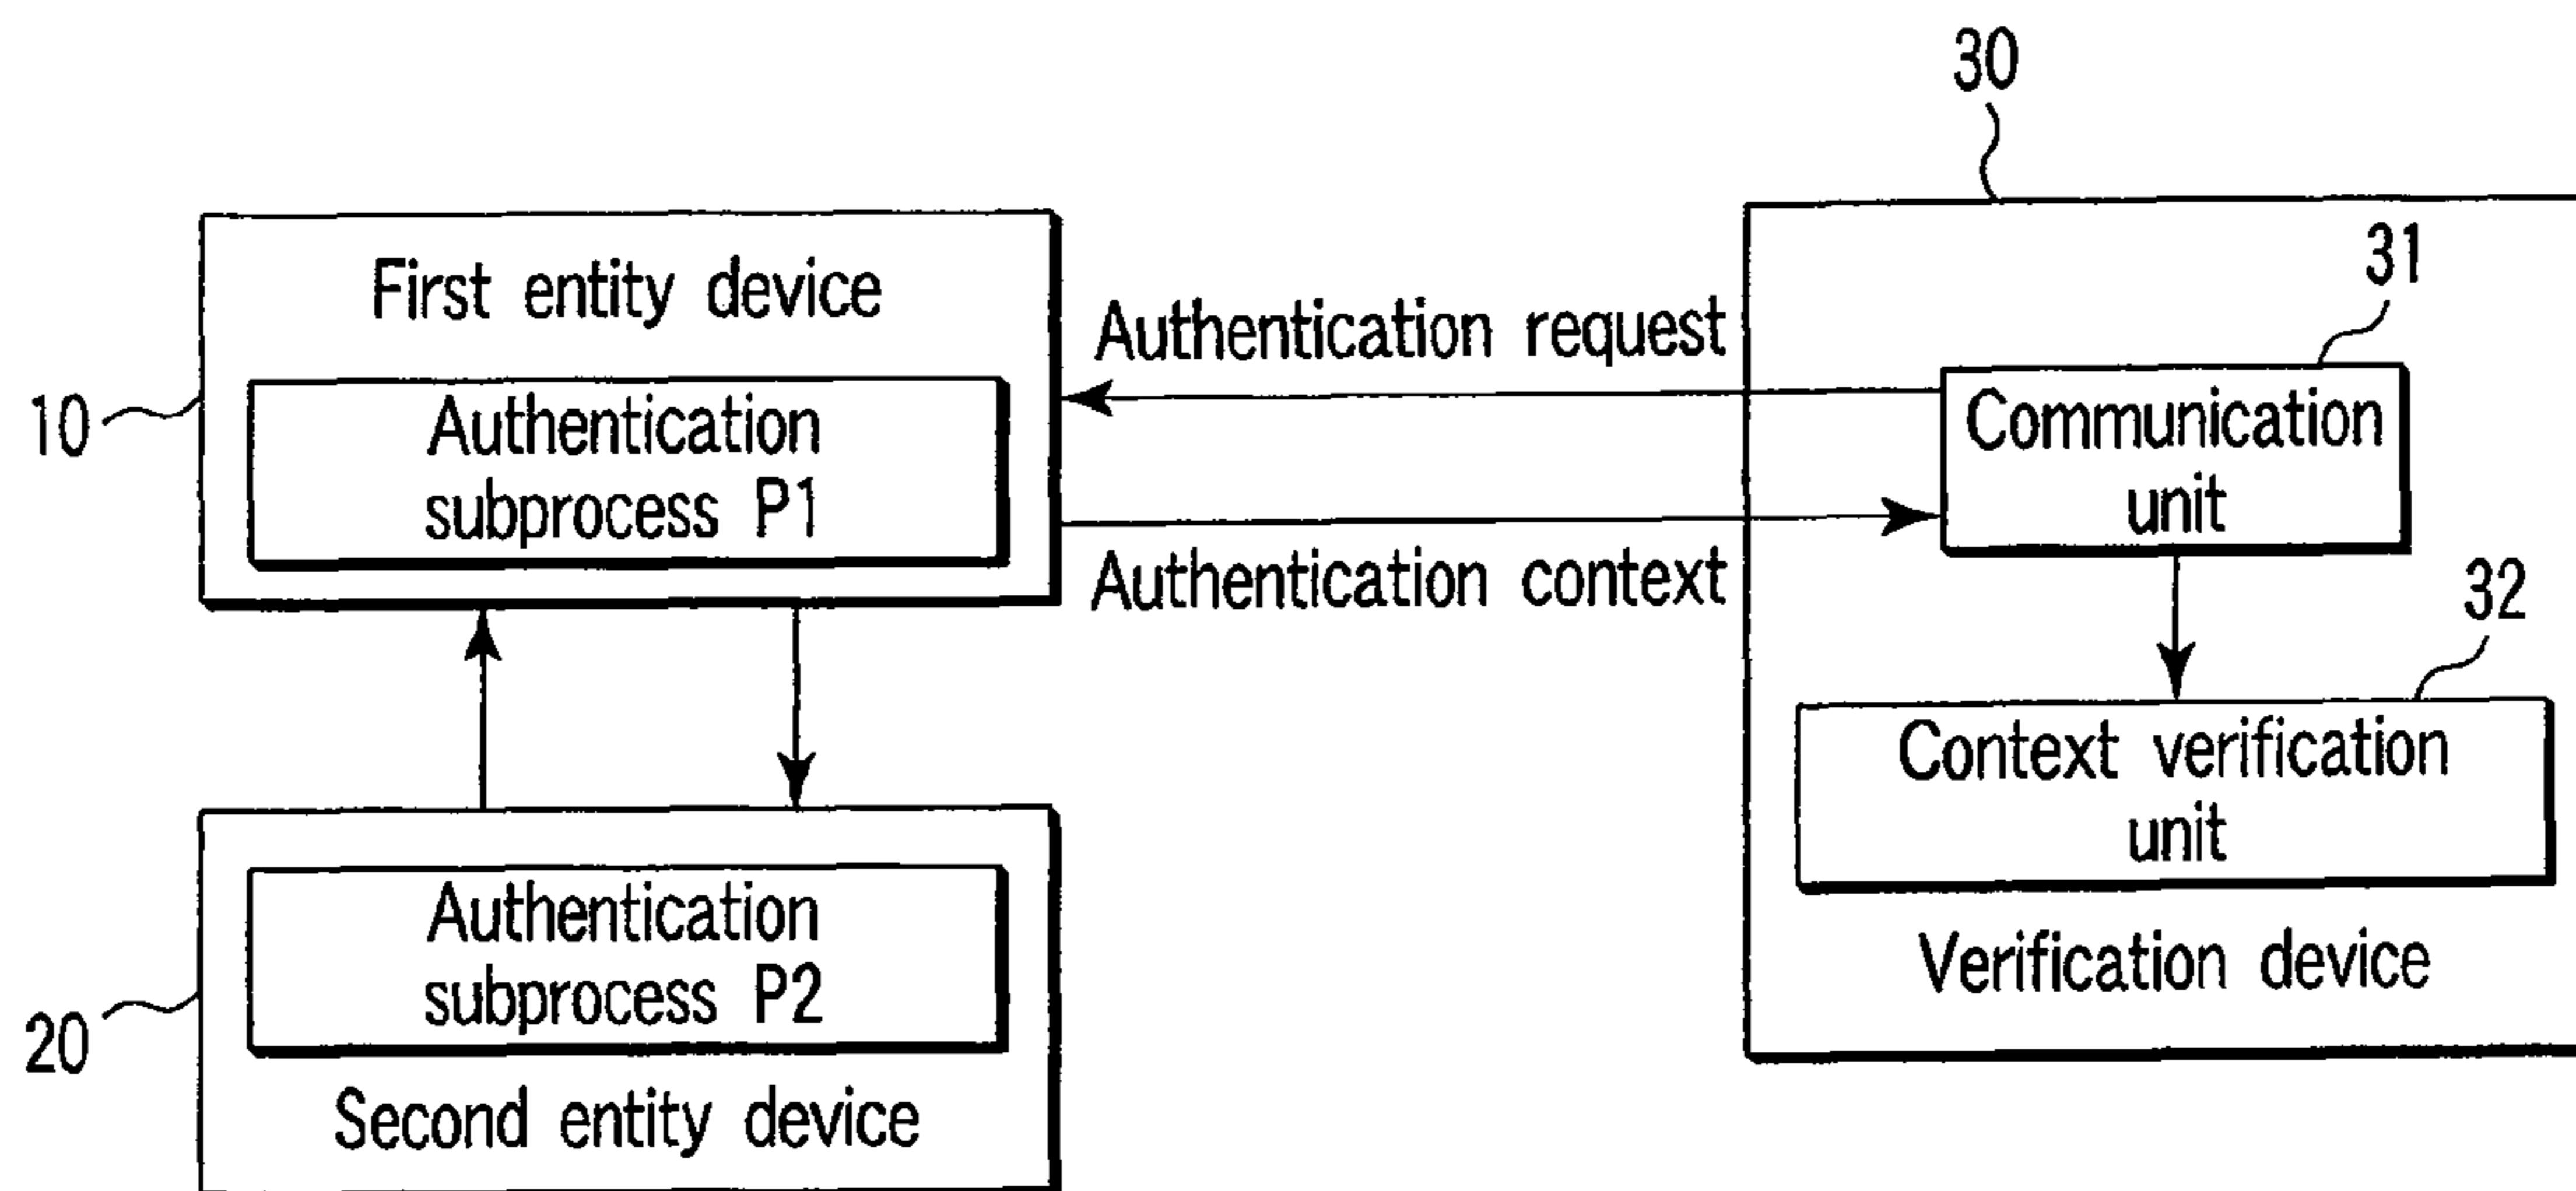 30
First entity device
10
Authentication
subprocess P1
Authentication request
Authentication context
31
Communication
unit
32
Context verification
unit
Verification device
20
Authentication
subprocess P2
Second entity device